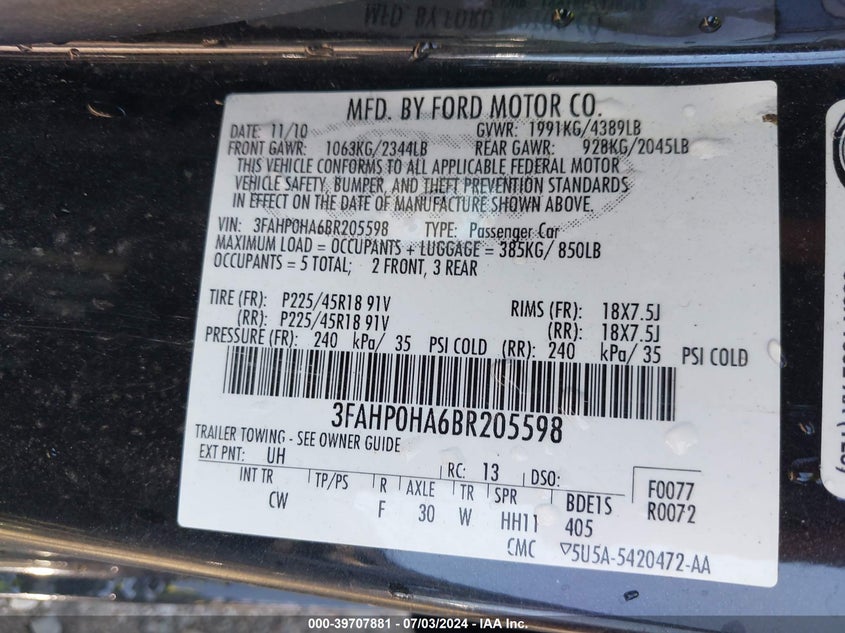 MFD. BY FORD MOTOR CO.
DATE: 11/10 GVWR: 1991KG/4389LB
FRONT GAWR: 1063KG/2344LB REAR GAWR: 928KG/2045LB
THIS VEHICLE CONFORMS TO ALL APPLICABLE FEDERAL MOTOR
VEHICLE SAFETY, BUMPER, AND THEFT PREVENTION STANDARDS
IN EFFECT ON THE DATE OF MANUFACTURE SHOWN ABOVE.
VIN: 3FAHP0HA6BR205598 TYPE: Passenger Car
MAXIMUM LOAD = OCCUPANTS + LUGGAGE = 385KG/ 850LB
OCCUPANTS = 5 TOTAL; 2 FRONT, 3 REAR
TIRE (FR): P225/45R18 91V RIMS (FR): 18X7.5J
(RR): P225/45R18 91V (RR): 18X7.5J
PRESSURE (FR): 240 kPa/ 35 PSI COLD (RR): 240 kPa/ 35 PSI COLD
3FAHP0HA6BR205598
TRAILER TOWING - SEE OWNER GUIDE
EXT PNT: UH RC: 13 DSO: F0077
INT TR TP/PS R AXLE TR SPR BDE1S R0072
CW F 30 W HH11 405
CMC ▽5U5A-5420472-AA
000-39707881 - 07/03/2024 - IAA Inc.